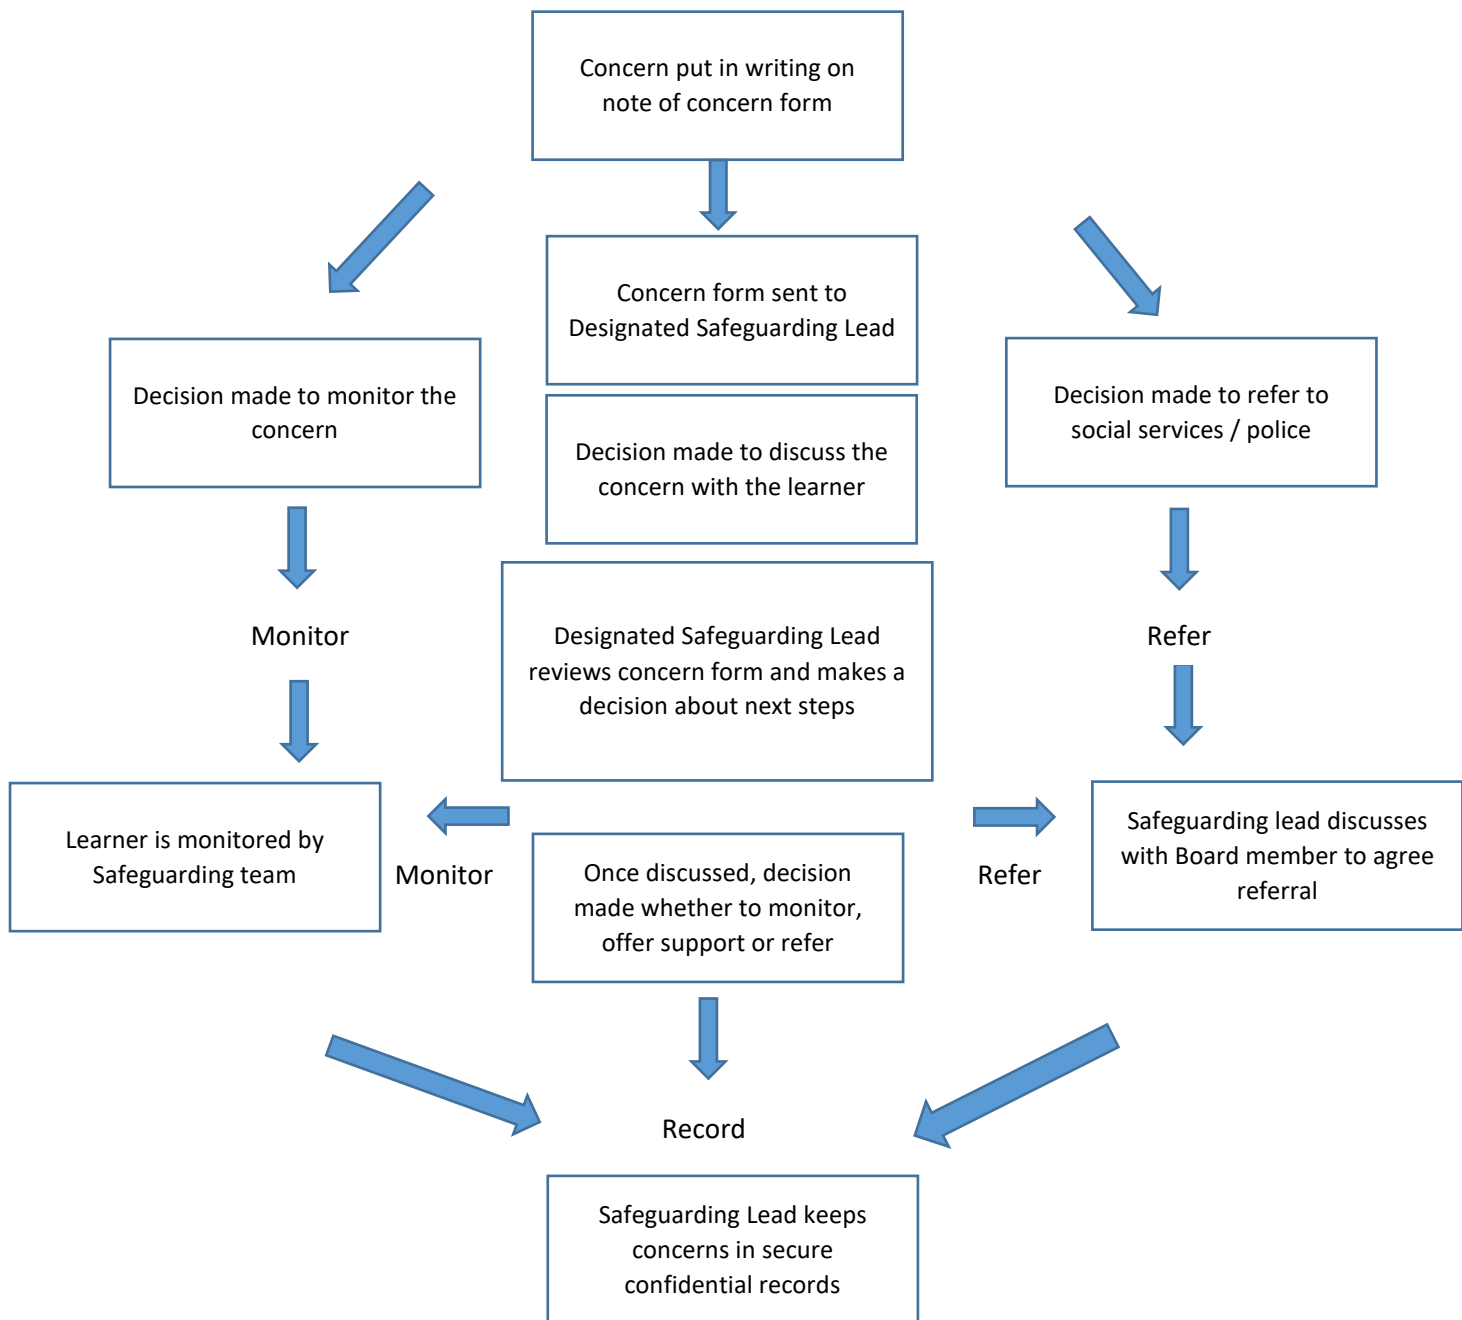 Concern put in writing on
note of concern form
Concern form sent to
Designated Safeguarding Lead
Decision made to monitor the
concern
Decision made to discuss the
concern with the learner
Decision made to refer to
social services / police
Monitor
Designated Safeguarding Lead
reviews concern form and makes a
decision about next steps
Refer
Learner is monitored by
Safeguarding team
Monitor
Once discussed, decision
made whether to monitor,
offer support or refer
Refer
Safeguarding lead discusses
with Board member to agree
referral
Record
Safeguarding Lead keeps
concerns in secure
confidential records